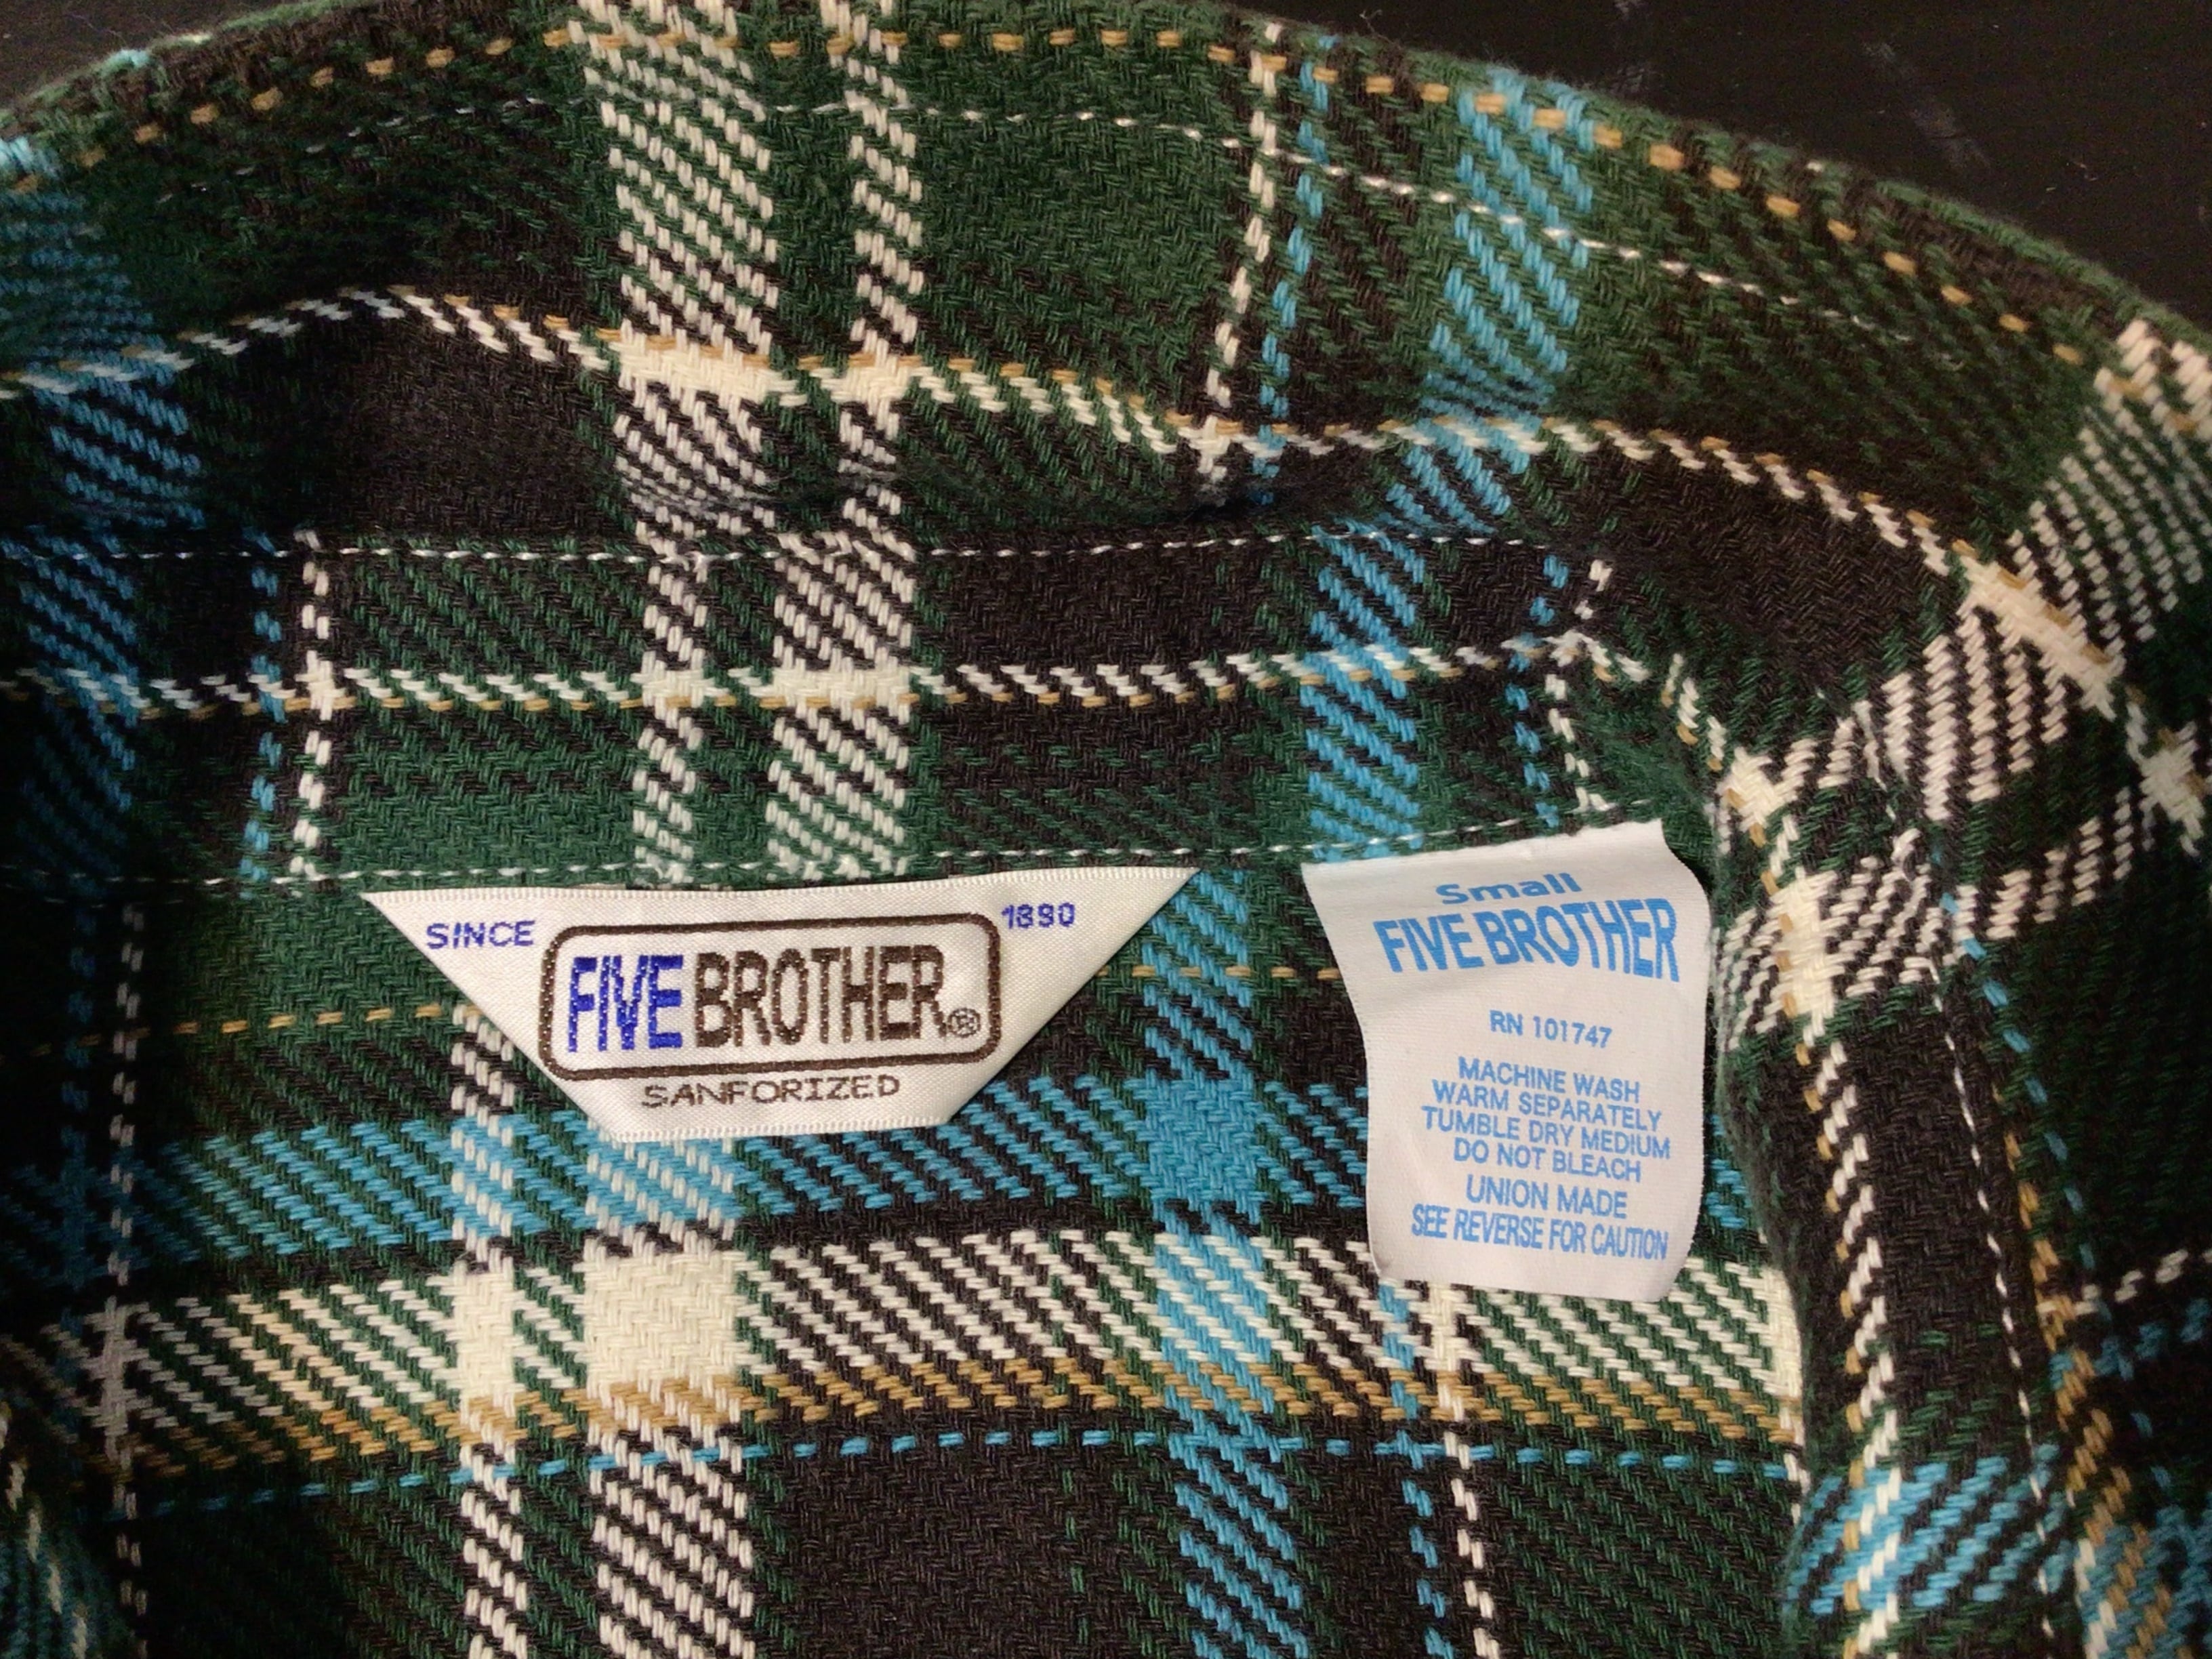 SINCE 1890
FIVE BROTHER®
SANFORIZED
Small
FIVE BROTHER
RN 101747
MACHINE WASH
WARM SEPARATELY
TUMBLE DRY MEDIUM
DO NOT BLEACH
UNION MADE
SEE REVERSE FOR CAUTION